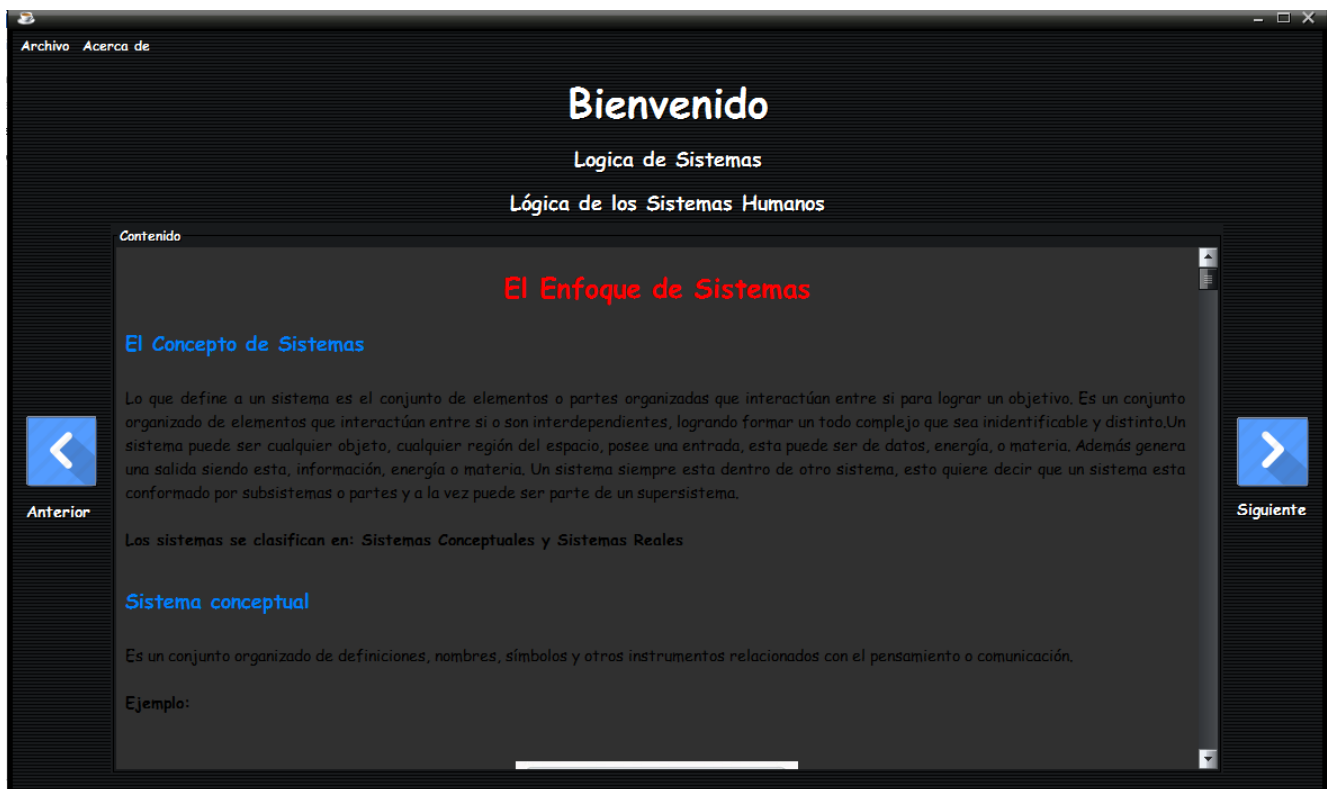 Archivo Acerca de
Bienvenido
Logica de Sistemas
Lógica de los Sistemas Humanos
Contenido
El Enfoque de Sistemas
El Concepto de Sistemas
Lo que define a un sistema es el conjunto de elementos o partes organizadas que interactúan entre si para lograr un objetivo. Es un conjunto
organizado de elementos que interactúan entre si o son interdependientes, logrando formar un todo complejo que sea inidentificable y distinto.Un
sistema puede ser cualquier objeto, cualquier región del espacio, posee una entrada, esta puede ser de datos, energía, o materia. Además genera
una salida siendo esta, información, energía o materia. Un sistema siempre esta dentro de otro sistema, esto quiere decir que un sistema esta
conformado por subsistemas o partes y a la vez puede ser parte de un supersistema.
Los sistemas se clasifican en: Sistemas Conceptuales y Sistemas Reales
Sistema conceptual
Es un conjunto organizado de definiciones, nombres, símbolos y otros instrumentos relacionados con el pensamiento o comunicación.
Ejemplo:
Anterior
Siguiente